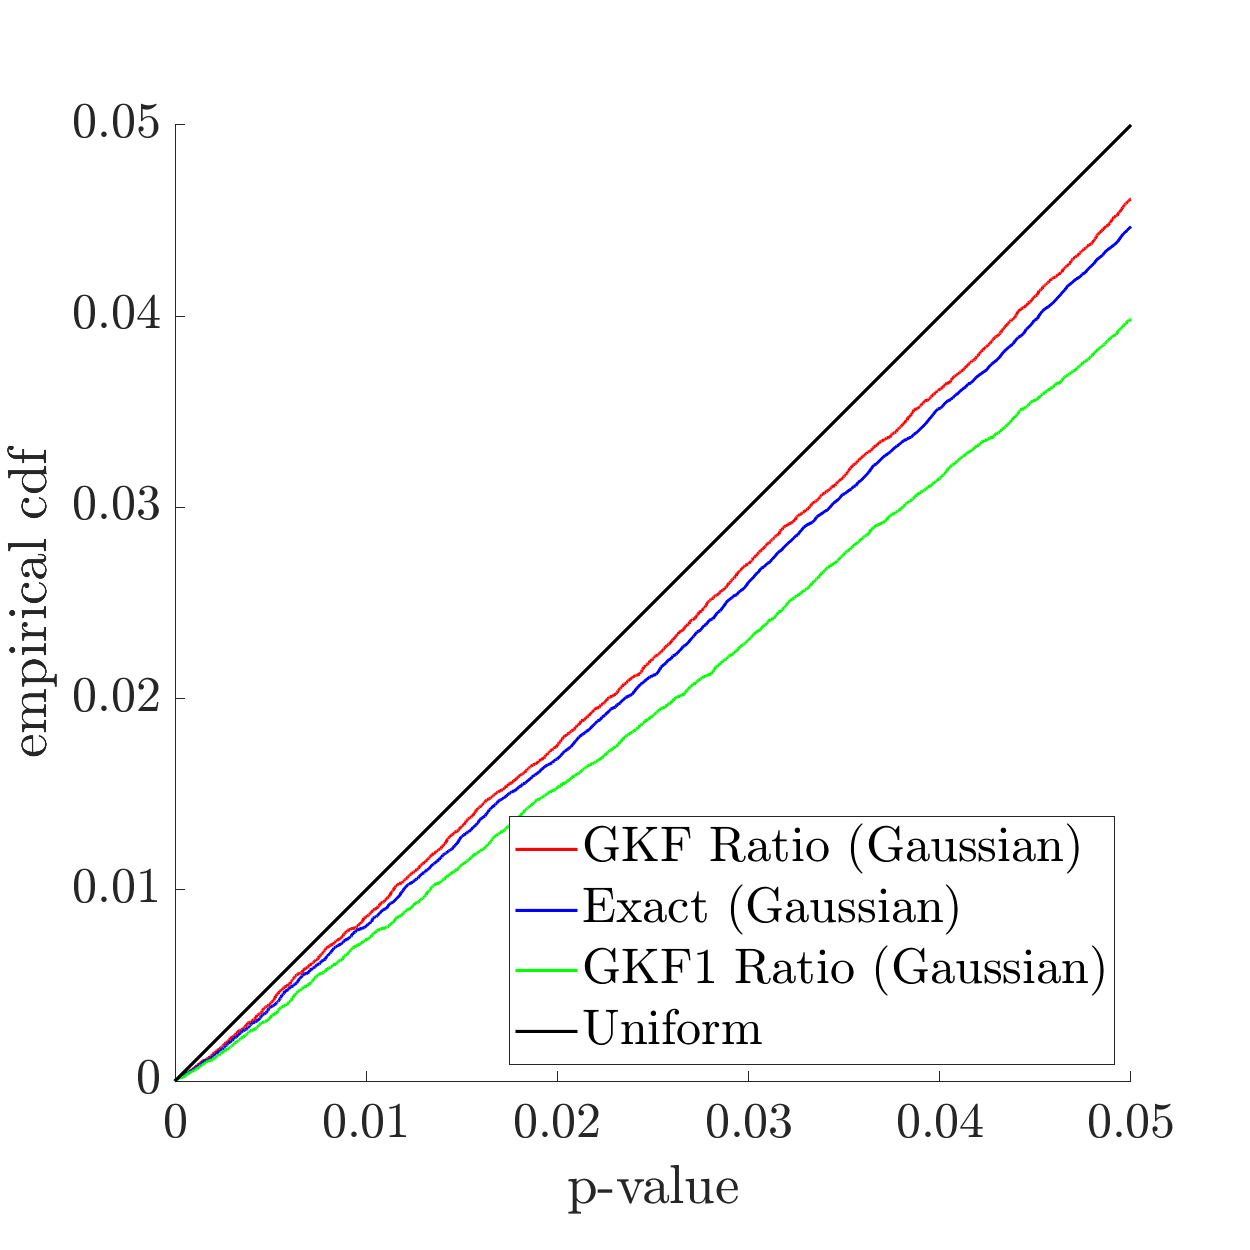 0.05
0.04
0.03
0.02
0.01
0
empirical cdf
GKF Ratio (Gaussian)
Exact (Gaussian)
GKF1 Ratio (Gaussian)
Uniform
0 0.01 0.02 0.03 0.04 0.05
p-value